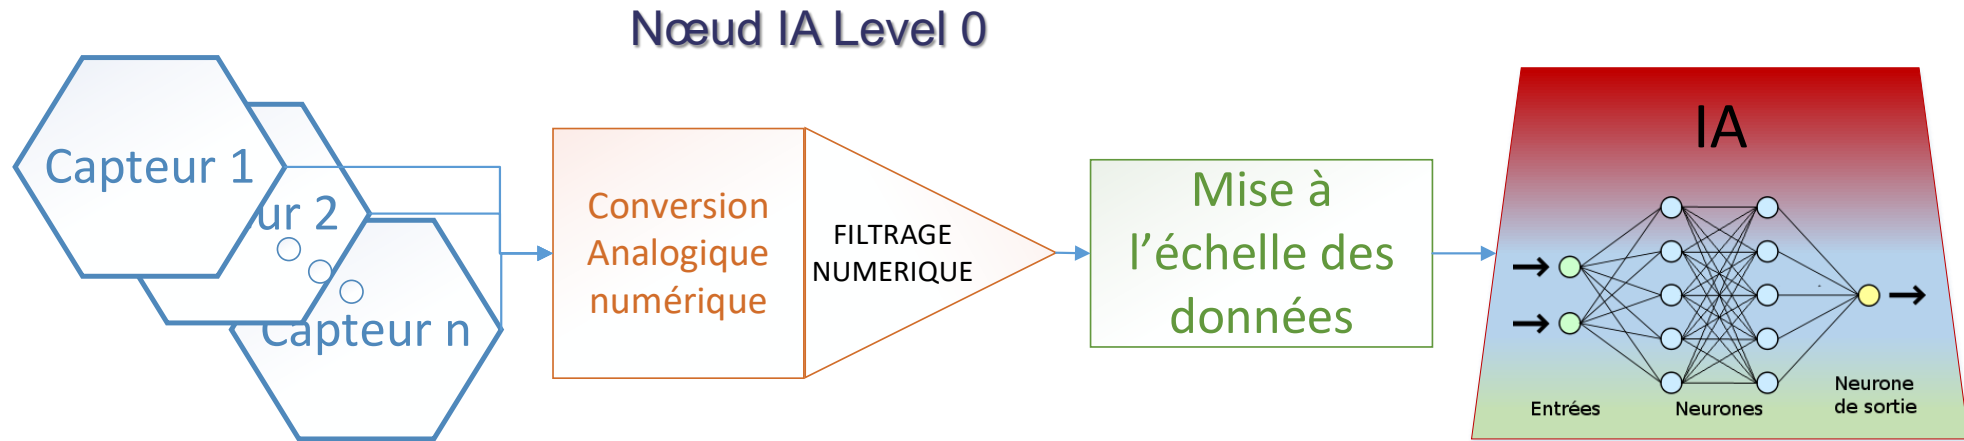 Nœud IA Level 0
Capteur 1
ur 2
Capteur n
Conversion
Analogique
numérique
FILTRAGE
NUMERIQUE
Mise à
l’échelle des
données
IA
Entrées
Neurones
Neurone
de sortie